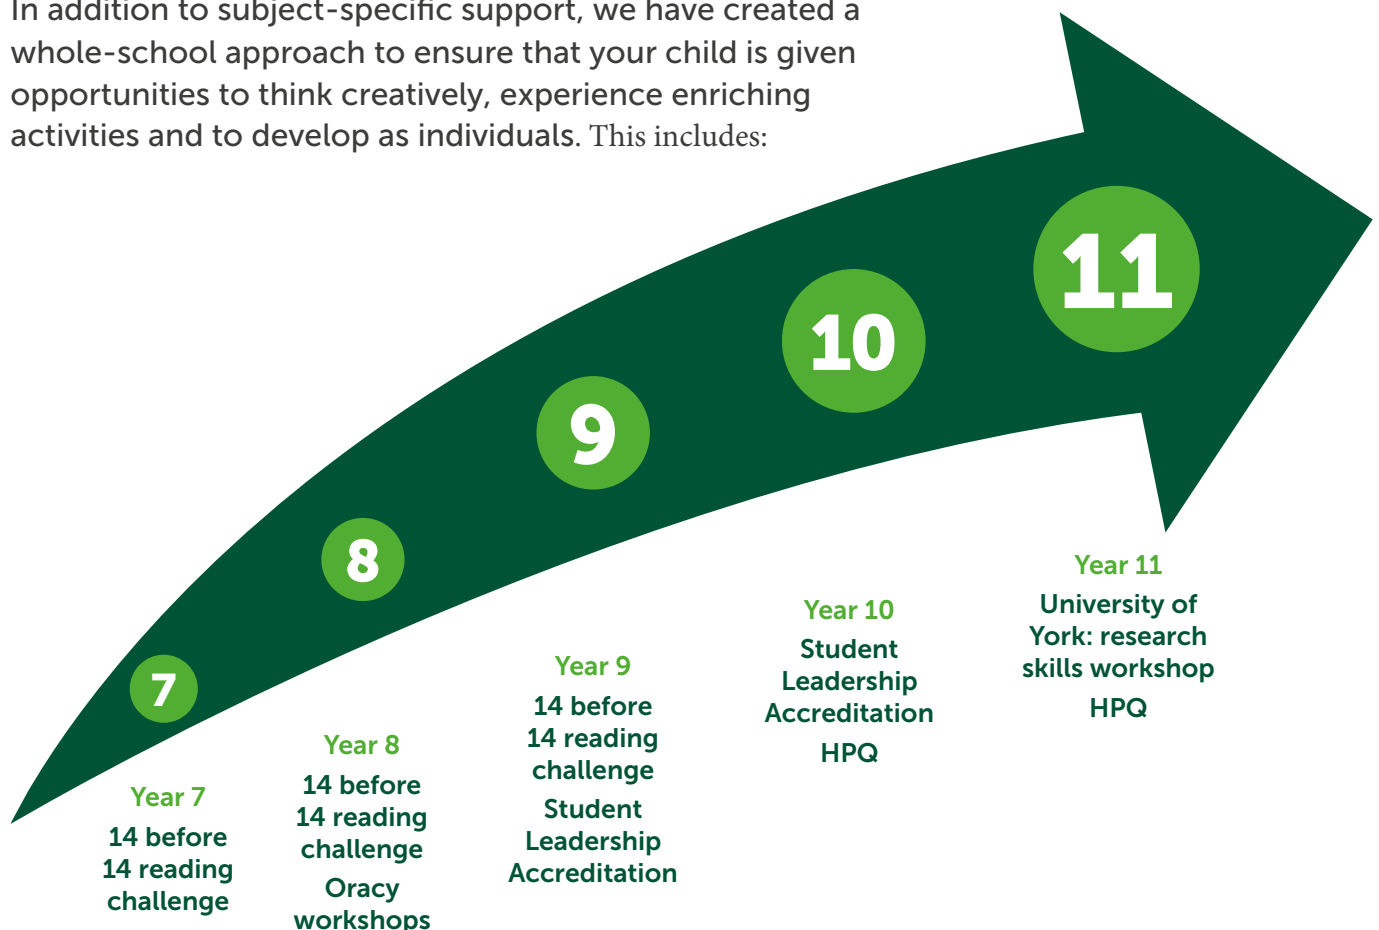 In addition to subject-specific support, we have created a
whole-school approach to ensure that your child is given
opportunities to think creatively, experience enriching
activities and to develop as individuals. This includes:
11
10
9
8
7
Year 7
14 before
14 reading
challenge
Year 8
14 before
14 reading
challenge
Oracy
workshops
Year 9
14 before
14 reading
challenge
Student
Leadership
Accreditation
Year 10
Student
Leadership
Accreditation
HPQ
Year 11
University of
York: research
skills workshop
HPQ